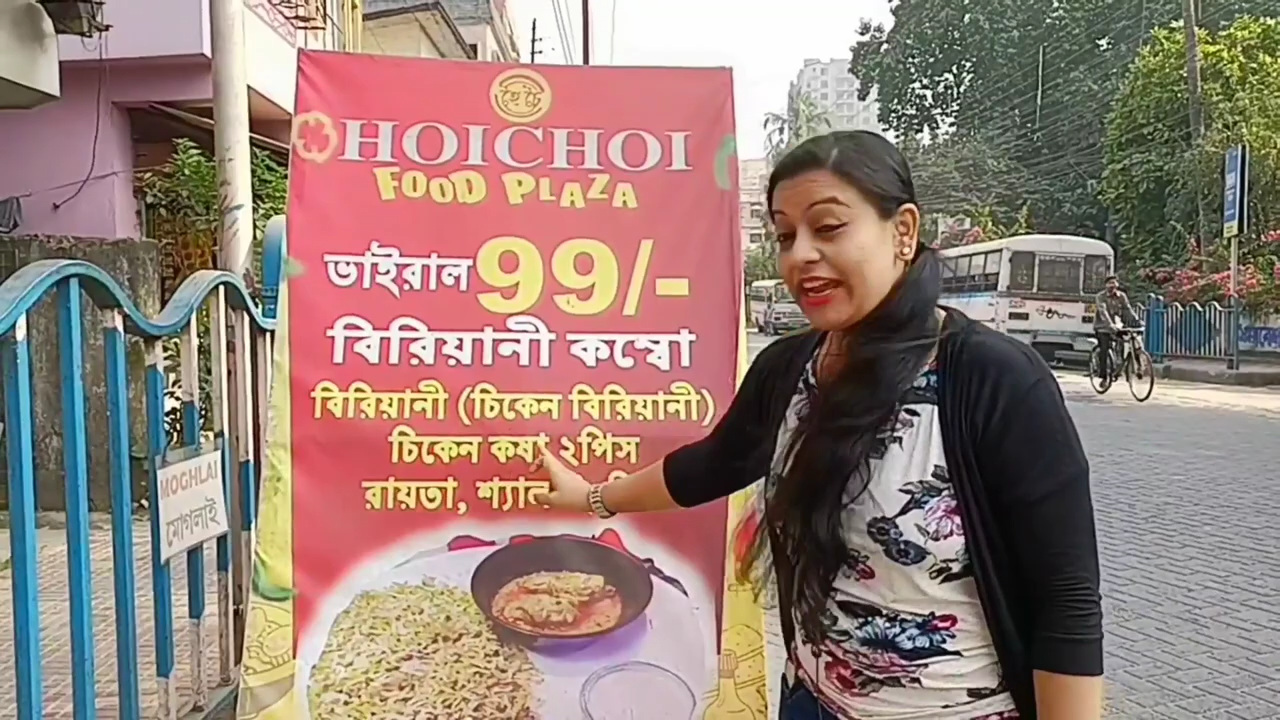 হৈ চৈ
HOICHOI
FOOD PLAZA
ভাইরাল 99/-
বিরিয়ানী কম্বো
বিরিয়ানী (চিকেন বিরিয়ানী)
চিকেন কষা ২পিস
রায়তা,
MOGHLAI
মোগলাই